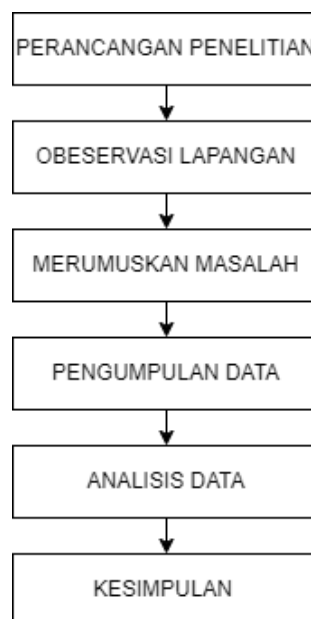 PERANCANGAN PENELITIAN
OBESERVASI LAPANGAN
MERUMUSKAN MASALAH
PENGUMPULAN DATA
ANALISIS DATA
KESIMPULAN